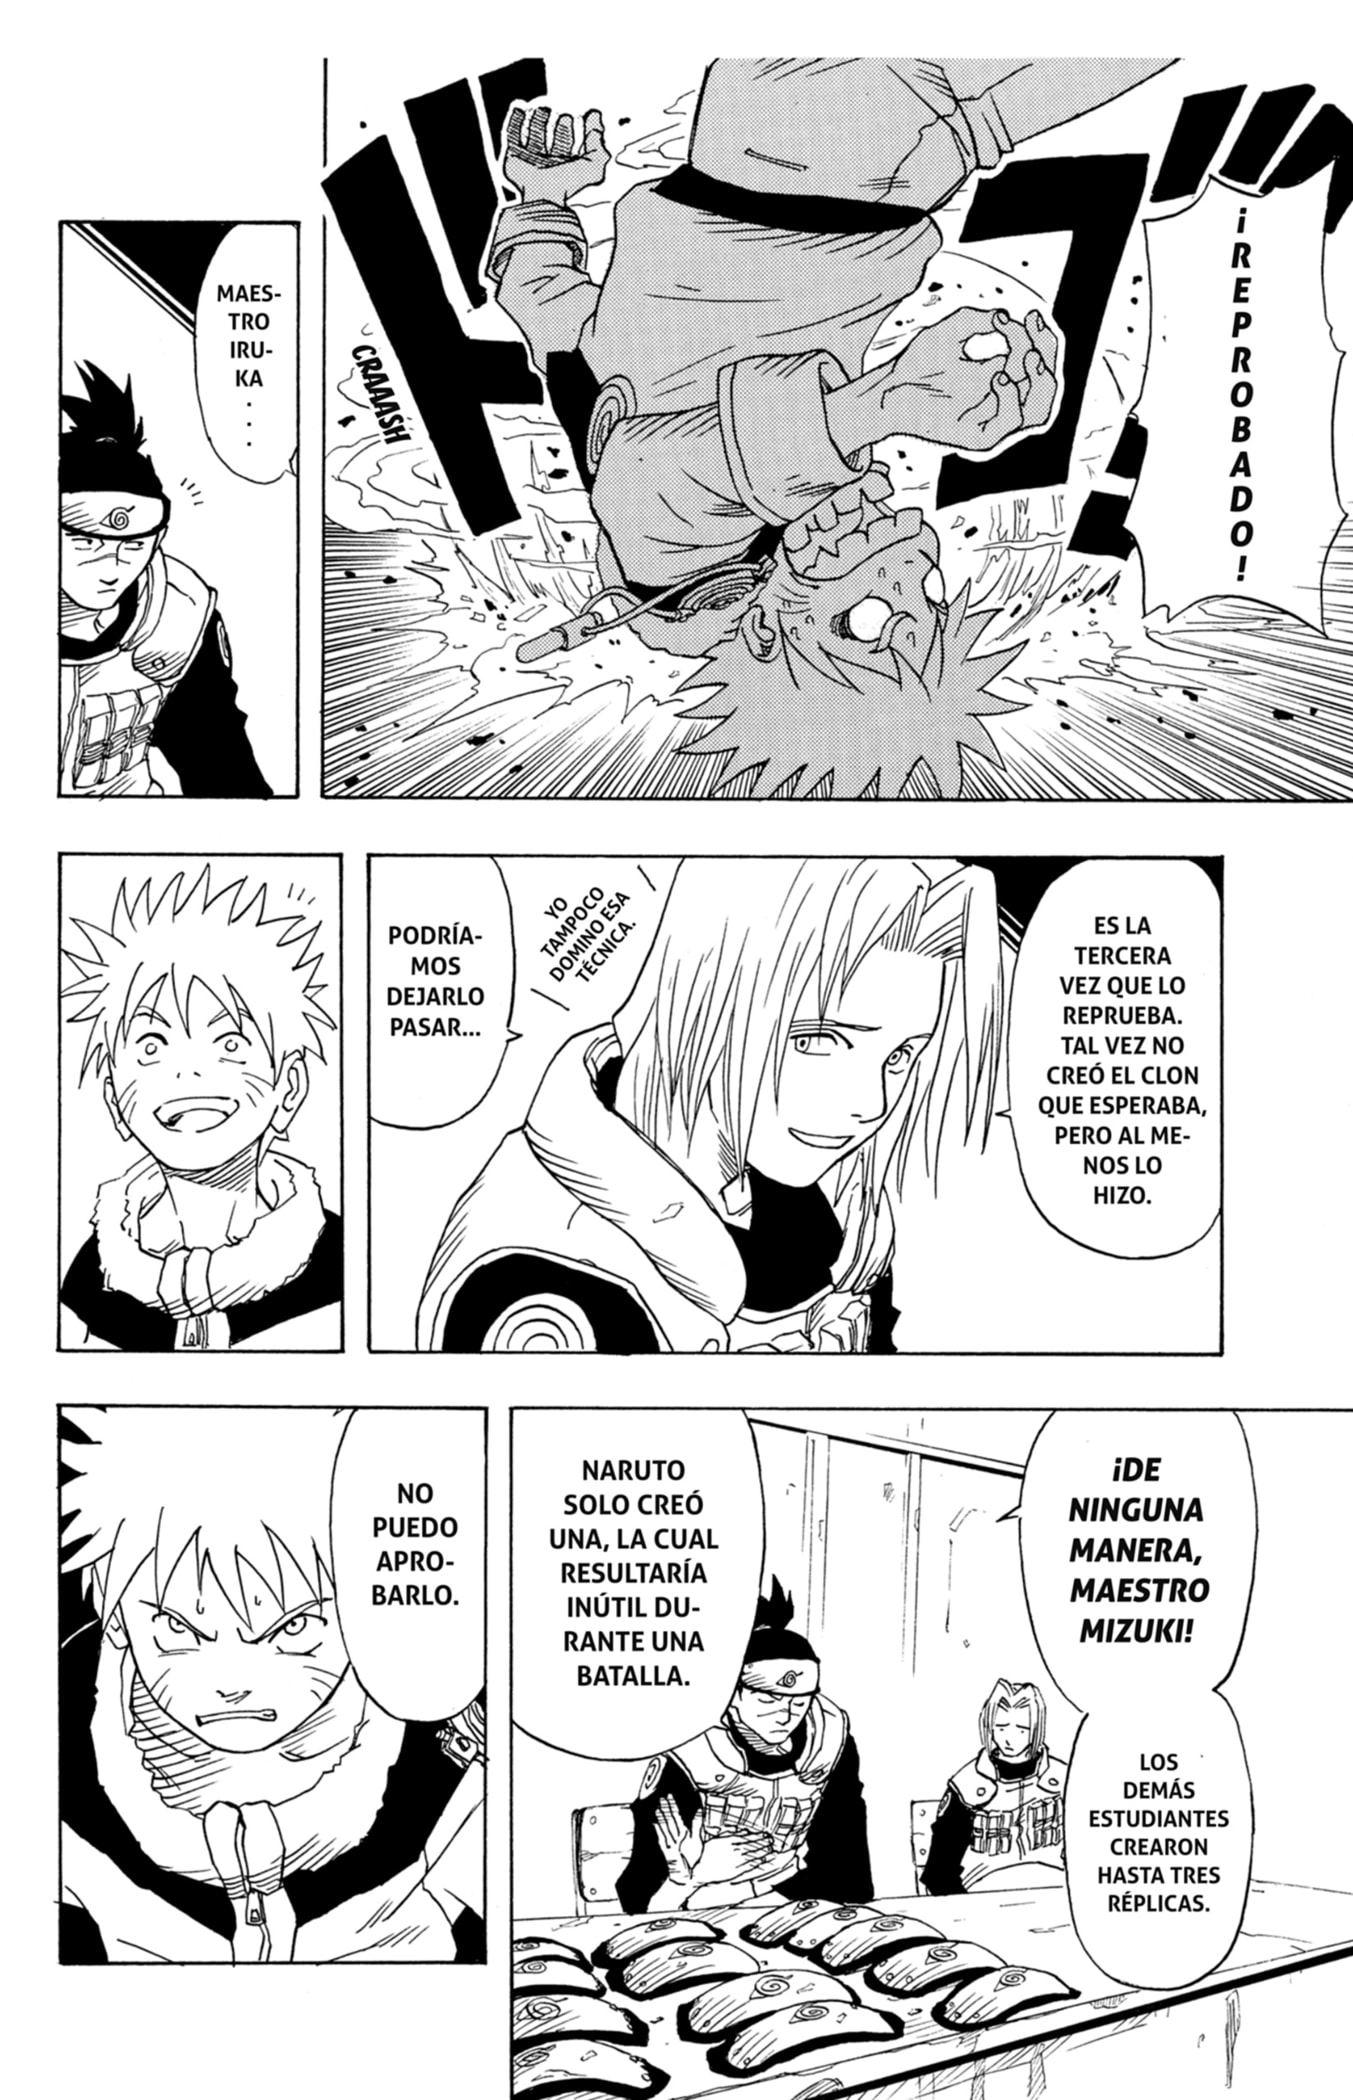 ¡REPROBADO!
CRAAASH
MAES-
TRO
IRU-
KA
...
ES LA
TERCERA
VEZ QUE LO
REPRUEBA.
TAL VEZ NO
CREÓ EL CLON
QUE ESPERABA,
PERO AL ME-
NOS LO
HIZO.
YO
TAMPOCO
DOMINO ESA
TÉCNICA.
PODRÍA-
MOS
DEJARLO
PASAR...
¡DE
NINGUNA
MANERA,
MAESTRO
MIZUKI!
LOS
DEMÁS
ESTUDIANTES
CREARON
HASTA TRES
RÉPLICAS.
NARUTO
SOLO CREÓ
UNA, LA CUAL
RESULTARÍA
INÚTIL DU-
RANTE UNA
BATALLA.
NO
PUEDO
APRO-
BARLO.